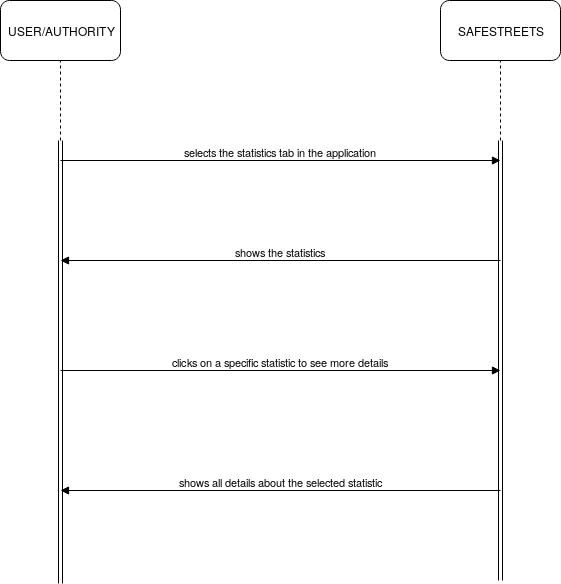 USER/AUTHORITY
SAFESTREETS
selects the statistics tab in the application
shows the statistics
clicks on a specific statistic to see more details
shows all details about the selected statistic